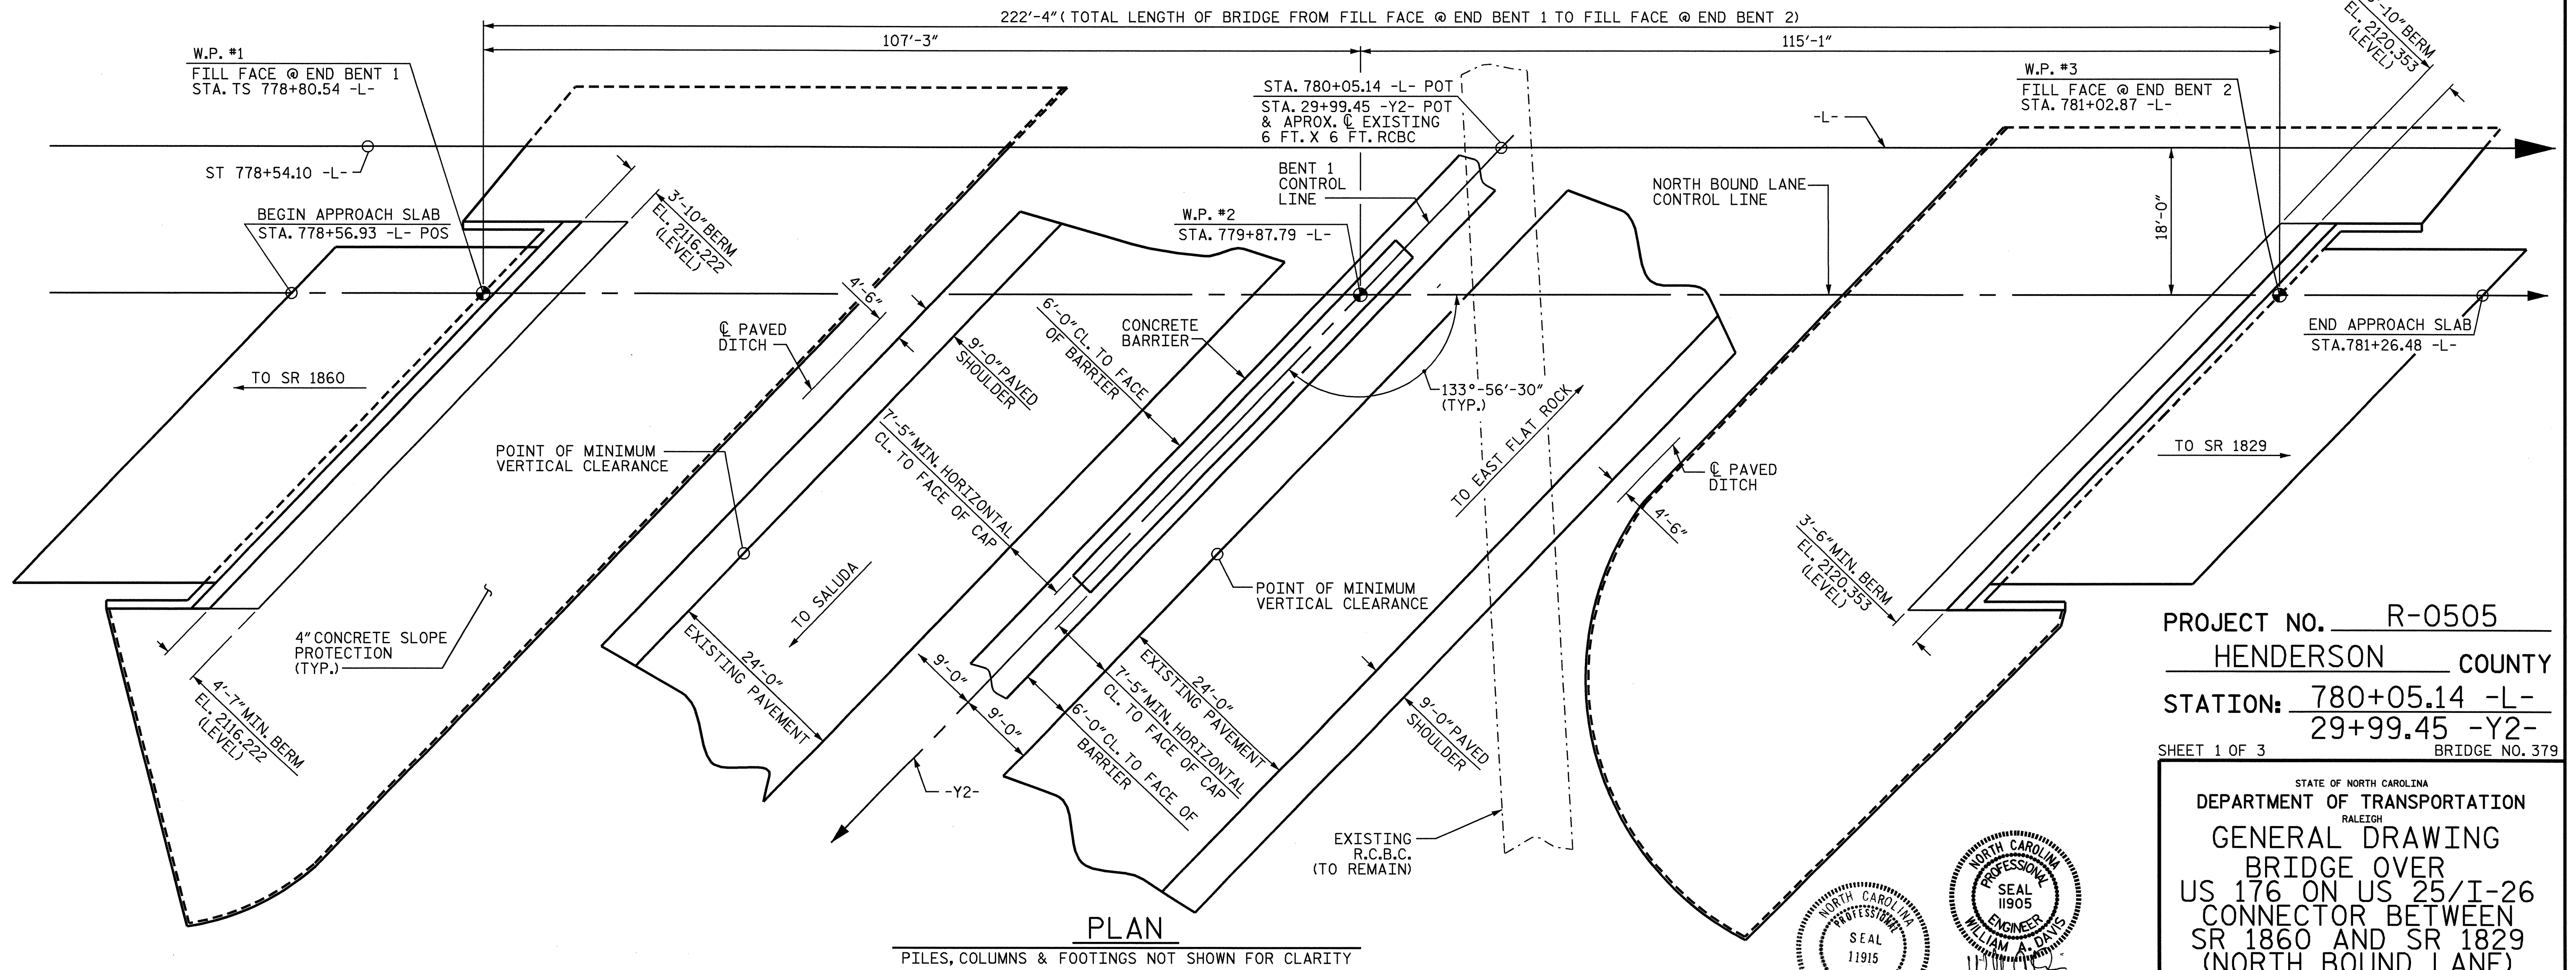 222′-4″ (TOTAL LENGTH OF BRIDGE FROM FILL FACE @ END BENT 1 TO FILL FACE @ END BENT 2)
107′-3″
115′-1″
W.P. #1
FILL FACE @ END BENT 1
STA. TS 778+80.54 -L-
ST 778+54.10 -L-
BEGIN APPROACH SLAB
STA. 778+56.93 -L- POS
3′-10″ BERM
EL. 2116.222
(LEVEL)
STA. 780+05.14 -L- POT
STA. 29+99.45 -Y2- POT
& APROX. ℄ EXISTING
6 FT. X 6 FT. RCBC
BENT 1
CONTROL
LINE
W.P. #2
STA. 779+87.79 -L-
NORTH BOUND LANE
CONTROL LINE
-L-
W.P. #3
FILL FACE @ END BENT 2
STA. 781+02.87 -L-
-10″ BERM
EL. 2120.353
(LEVEL)
18′-0″
END APPROACH SLAB
STA. 781+26.48 -L-
TO SR 1860
℄ PAVED
DITCH
4′-6″
9′-0″ PAVED
SHOULDER
6′-0″ CL. TO FACE
OF BARRIER
CONCRETE
BARRIER
7′-5″ MIN. HORIZONTAL
CL. TO FACE OF CAP
133°-56′-30″
(TYP.)
TO EAST FLAT ROCK
℄ PAVED
DITCH
4′-6″
TO SR 1829
POINT OF MINIMUM
VERTICAL CLEARANCE
POINT OF MINIMUM
VERTICAL CLEARANCE
3′-6″ MIN. BERM
EL. 2120.353
(LEVEL)
4″ CONCRETE SLOPE
PROTECTION
(TYP.)
4′-7″ MIN. BERM
EL. 2116.222
(LEVEL)
TO SALUDA
24′-0″
EXISTING PAVEMENT
9′-0″
9′-0″
24′-0″
EXISTING PAVEMENT
7′-5″ MIN. HORIZONTAL
CL. TO FACE OF CAP
6′-0″ CL. TO FACE OF
BARRIER
9′-0″ PAVED
SHOULDER
-Y2-
EXISTING
R.C.B.C.
(TO REMAIN)
PLAN
PILES, COLUMNS & FOOTINGS NOT SHOWN FOR CLARITY
NORTH CAROLINA
PROFESSIONAL
SEAL
11915
NORTH CAROLINA
PROFESSIONAL
SEAL
11905
ENGINEER
WILLIAM A. DAVIS
PROJECT NO. R-0505
HENDERSON COUNTY
STATION: 780+05.14 -L-
29+99.45 -Y2-
SHEET 1 OF 3 BRIDGE NO. 379
STATE OF NORTH CAROLINA
DEPARTMENT OF TRANSPORTATION
RALEIGH
GENERAL DRAWING
BRIDGE OVER
US 176 ON US 25/I-26
CONNECTOR BETWEEN
SR 1860 AND SR 1829
(NORTH BOUND LANE)